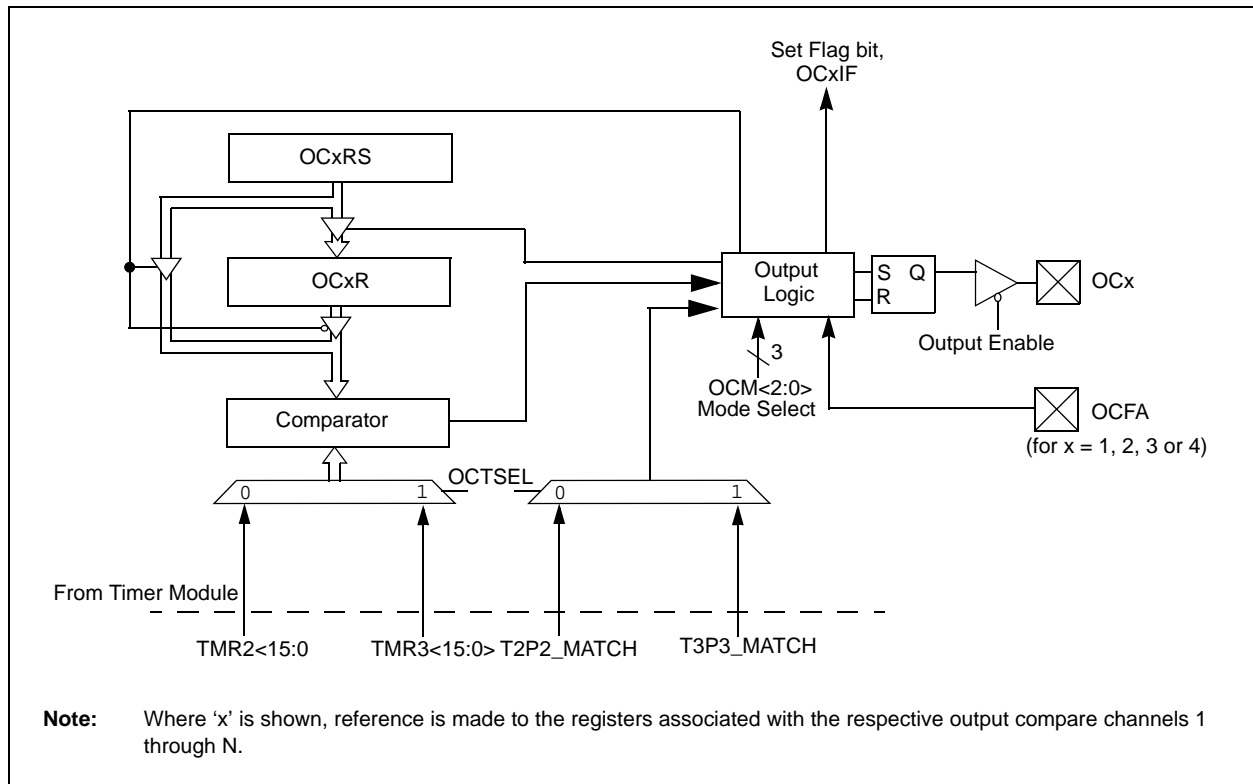 Set Flag bit,
OCxIF
OCxRS
OCxR
Output
Logic
S Q
R
OCx
Output Enable
3
OCM<2:0>
Mode Select
OCFA
(for x = 1, 2, 3 or 4)
Comparator
OCTSEL
0 1
0 1
From Timer Module
TMR2<15:0
TMR3<15:0>
T2P2_MATCH
T3P3_MATCH
Note: Where ‘x’ is shown, reference is made to the registers associated with the respective output compare channels 1
through N.